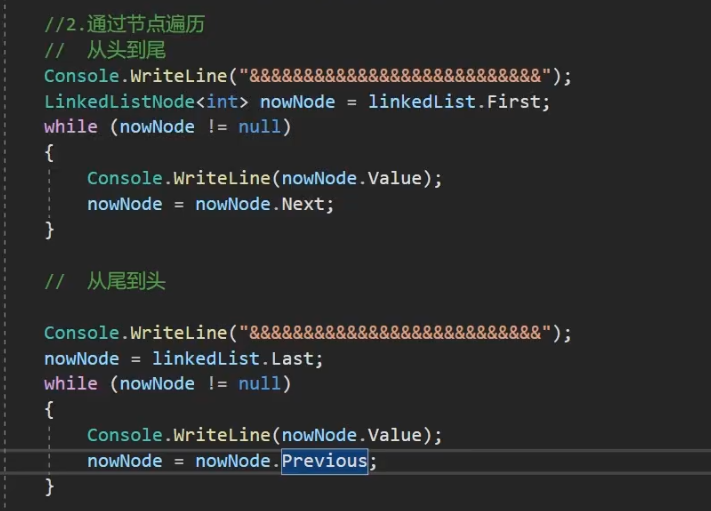 //2.通过节点遍历
//  从头到尾
Console.WriteLine("&&&&&&&&&&&&&&&&&&&&&&&&&&&");
LinkedListNode<int> nowNode = linkedList.First;
while (nowNode != null)
{
    Console.WriteLine(nowNode.Value);
    nowNode = nowNode.Next;
}
//  从尾到头
Console.WriteLine("&&&&&&&&&&&&&&&&&&&&&&&&&&&");
nowNode = linkedList.Last;
while (nowNode != null)
{
    Console.WriteLine(nowNode.Value);
    nowNode = nowNode.Previous;
}